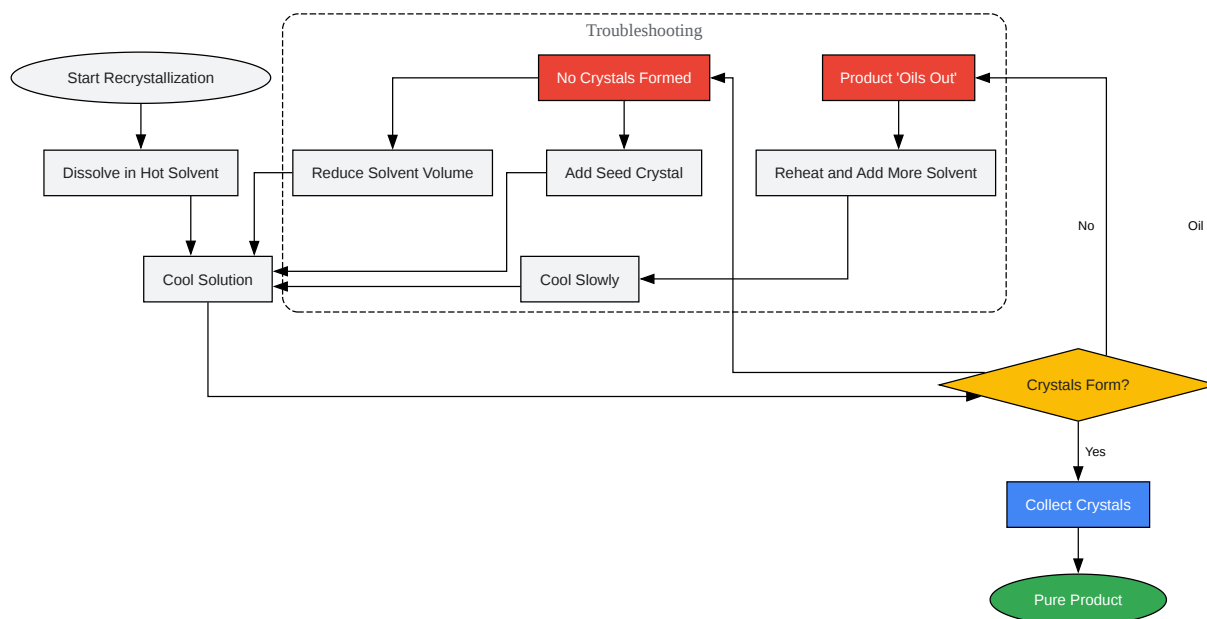 Troubleshooting
Start Recrystallization
No Crystals Formed
Product 'Oils Out'
Dissolve in Hot Solvent
Reduce Solvent Volume
Add Seed Crystal
Reheat and Add More Solvent
No
Oil
Cool Solution
Cool Slowly
Crystals Form?
Yes
Collect Crystals
Pure Product